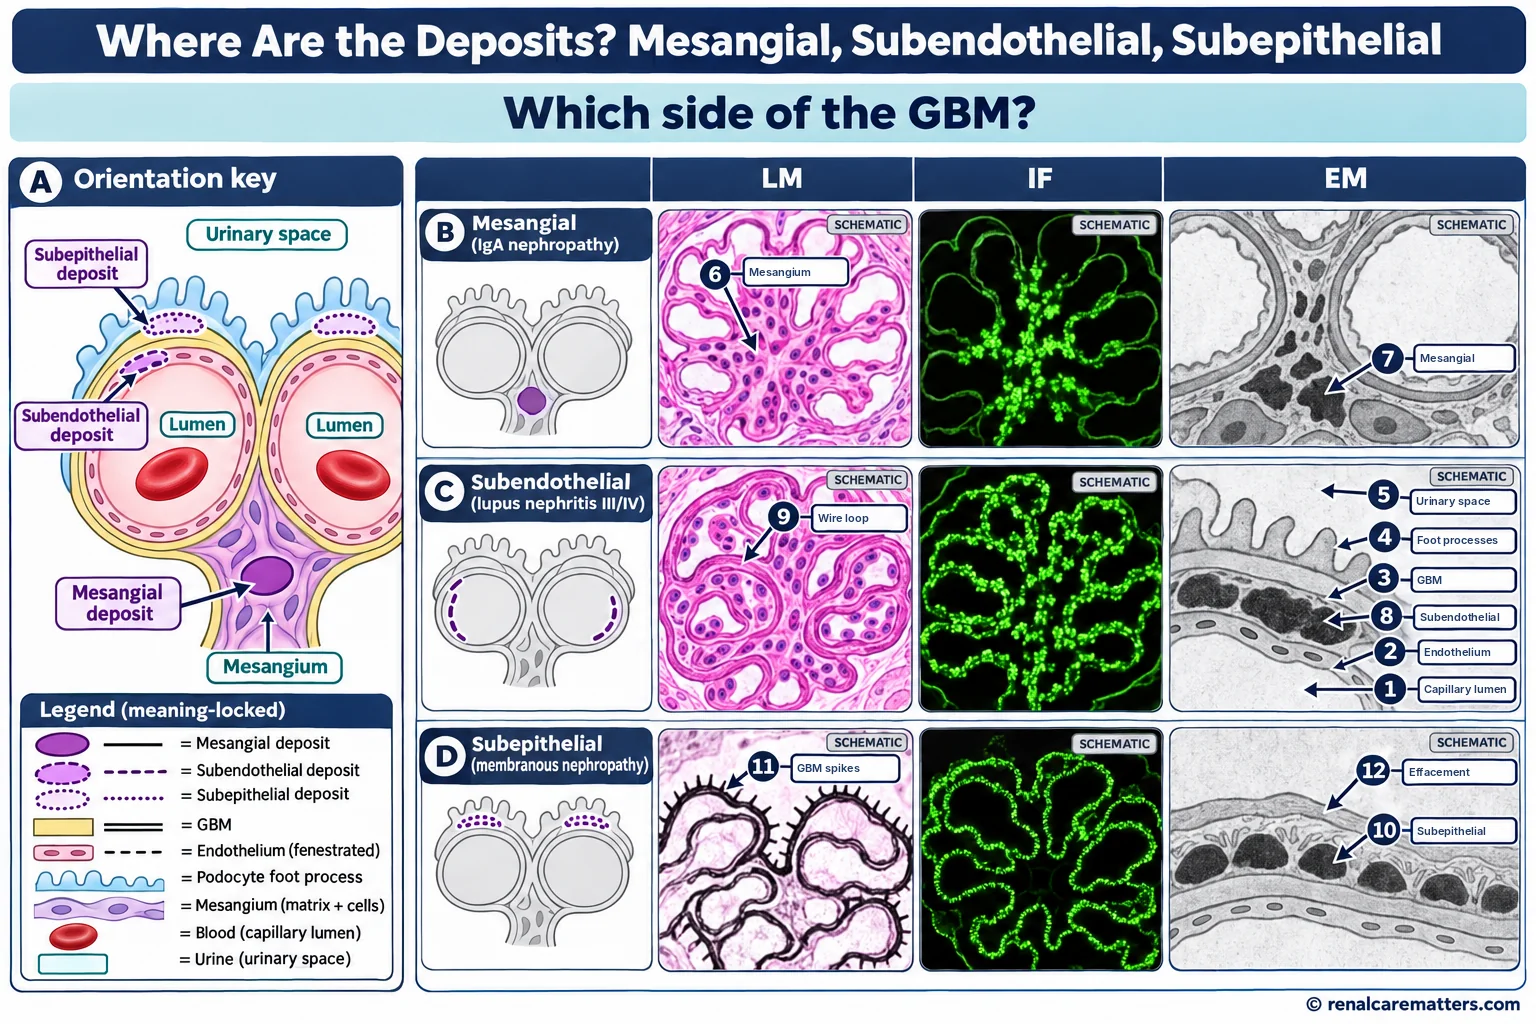 Where Are the Deposits? Mesangial, Subendothelial, Subepithelial
Which side of the GBM?
A Orientation key
Urinary space
Subepithelial
deposit
Subendothelial
deposit
Lumen
Lumen
Mesangial
deposit
Mesangium
Legend (meaning-locked)
= Mesangial deposit
= Subendothelial deposit
= Subepithelial deposit
= GBM
= Endothelium (fenestrated)
= Podocyte foot process
= Mesangium (matrix + cells)
= Blood (capillary lumen)
= Urine (urinary space)
LM
IF
EM
B Mesangial
(IgA nephropathy)
SCHEMATIC
6 Mesangium
SCHEMATIC
SCHEMATIC
7 Mesangial
C Subendothelial
(lupus nephritis III/IV)
SCHEMATIC
9 Wire loop
SCHEMATIC
SCHEMATIC
5 Urinary space
4 Foot processes
3 GBM
8 Subendothelial
2 Endothelium
1 Capillary lumen
D Subepithelial
(membranous nephropathy)
SCHEMATIC
11 GBM spikes
SCHEMATIC
SCHEMATIC
12 Effacement
10 Subepithelial
© renalcarematters.com